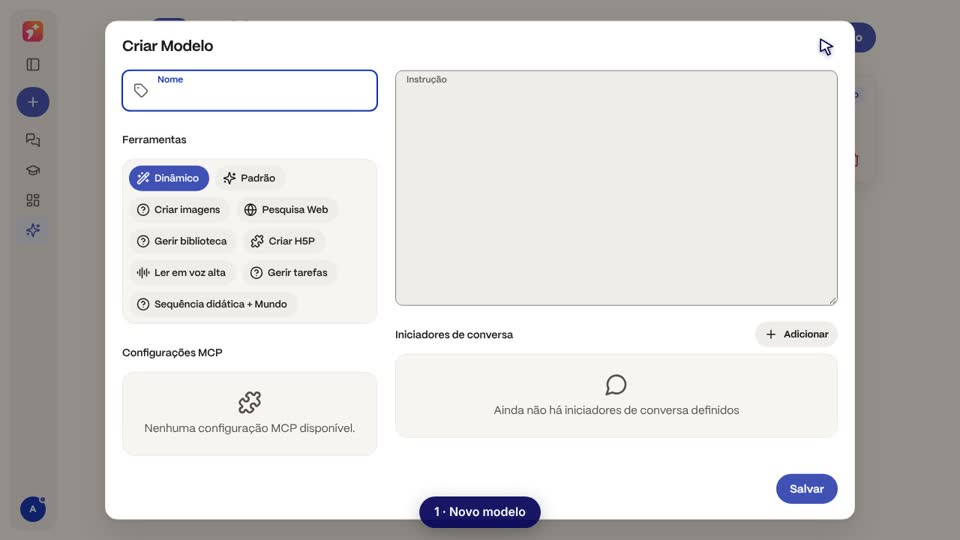 Criar Modelo
Nome
Instrução
Ferramentas
Dinâmico
Padrão
Criar imagens
Pesquisa Web
Gerir biblioteca
Criar H5P
Ler em voz alta
Gerir tarefas
Sequência didática + Mundo
Iniciadores de conversa
Adicionar
Configurações MCP
Nenhuma configuração MCP disponível.
Ainda não há iniciadores de conversa definidos
Salvar
1 · Novo modelo
A